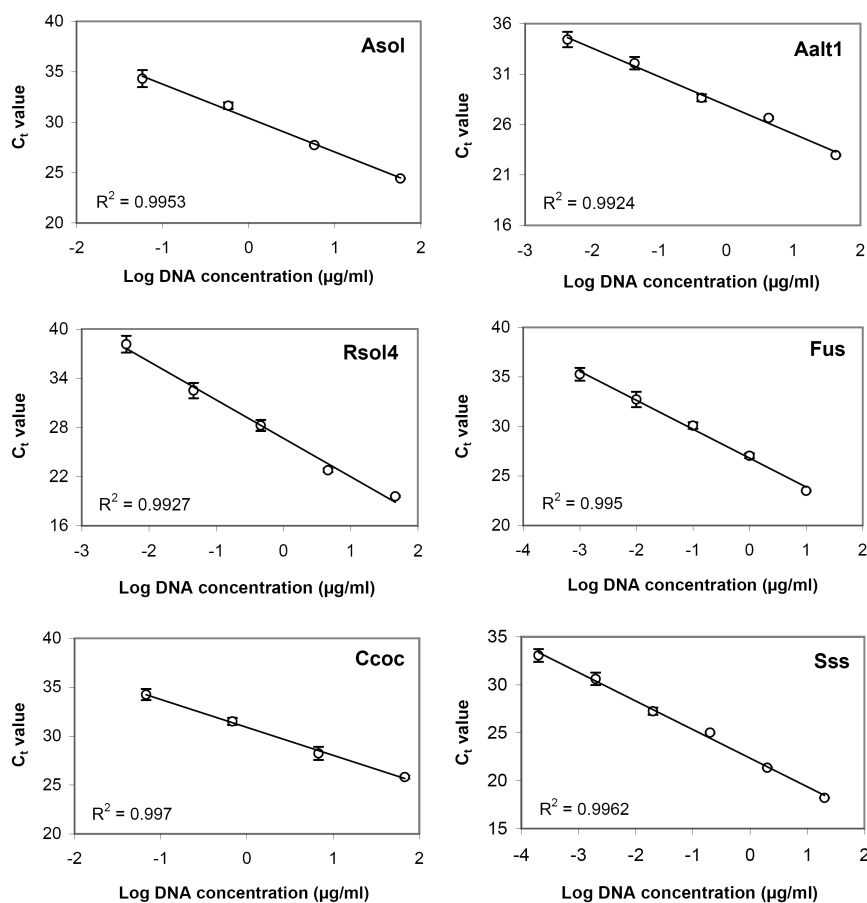 Asol
40
35
30
25
20
C_t value
R² = 0.9953
-2 -1 0 1 2
Log DNA concentration (µg/ml)
Aalt1
36
31
26
21
16
C_t value
R² = 0.9924
-3 -2 -1 0 1 2
Log DNA concentration (µg/ml)
Rsol4
40
34
28
22
16
C_t value
R² = 0.9927
-3 -2 -1 0 1 2
Log DNA concentration (µg/ml)
Fus
40
35
30
25
20
C_t value
R² = 0.995
-4 -3 -2 -1 0 1 2
Log DNA concentration (µg/ml)
Ccoc
40
35
30
25
20
C_t value
R² = 0.997
-2 -1 0 1 2
Log DNA concentration (µg/ml)
Sss
35
30
25
20
15
C_t value
R² = 0.9962
-4 -3 -2 -1 0 1 2
Log DNA concentration (µg/ml)